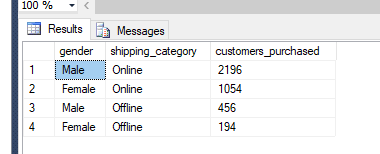 100 %
Results Messages
gender shipping_category customers_purchased
1 Male Online 2196
2 Female Online 1054
3 Male Offline 456
4 Female Offline 194